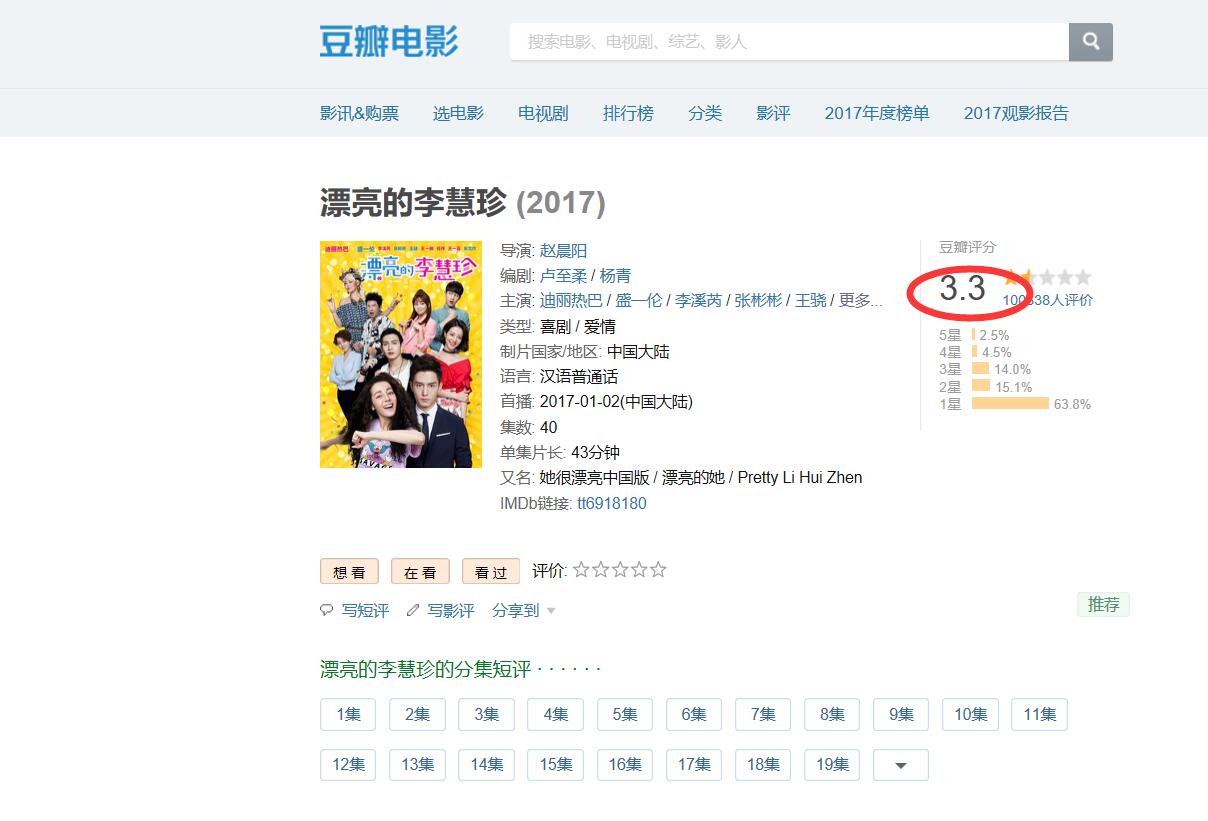 豆瓣电影
搜索电影、电视剧、综艺、影人
影讯&购票 选电影 电视剧 排行榜 分类 影评 2017年度榜单 2017观影报告
漂亮的李慧珍 (2017)
漂亮的李慧珍
导演: 赵晨阳
编剧: 卢至柔 / 杨青
主演: 迪丽热巴 / 盛一伦 / 李溪芮 / 张彬彬 / 王骁 / 更多...
类型: 喜剧 / 爱情
制片国家/地区: 中国大陆
语言: 汉语普通话
首播: 2017-01-02(中国大陆)
集数: 40
单集片长: 43分钟
又名: 她很漂亮中国版 / 漂亮的她 / Pretty Li Hui Zhen
IMDb链接: tt6918180
豆瓣评分
3.3
人评价
5星 2.5%
4星 4.5%
3星 14.0%
2星 15.1%
1星 63.8%
想看 在看 看过 评价:
写短评 写影评 分享到
推荐
漂亮的李慧珍的分集短评 · · · · · ·
1集 2集 3集 4集 5集 6集 7集 8集 9集 10集 11集
12集 13集 14集 15集 16集 17集 18集 19集